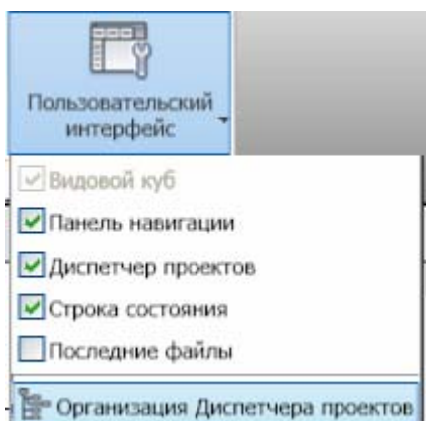 Пользовательский
интерфейс
Видовой куб
Панель навигации
Диспетчер проектов
Строка состояния
Последние файлы
Организация Диспетчера проектов